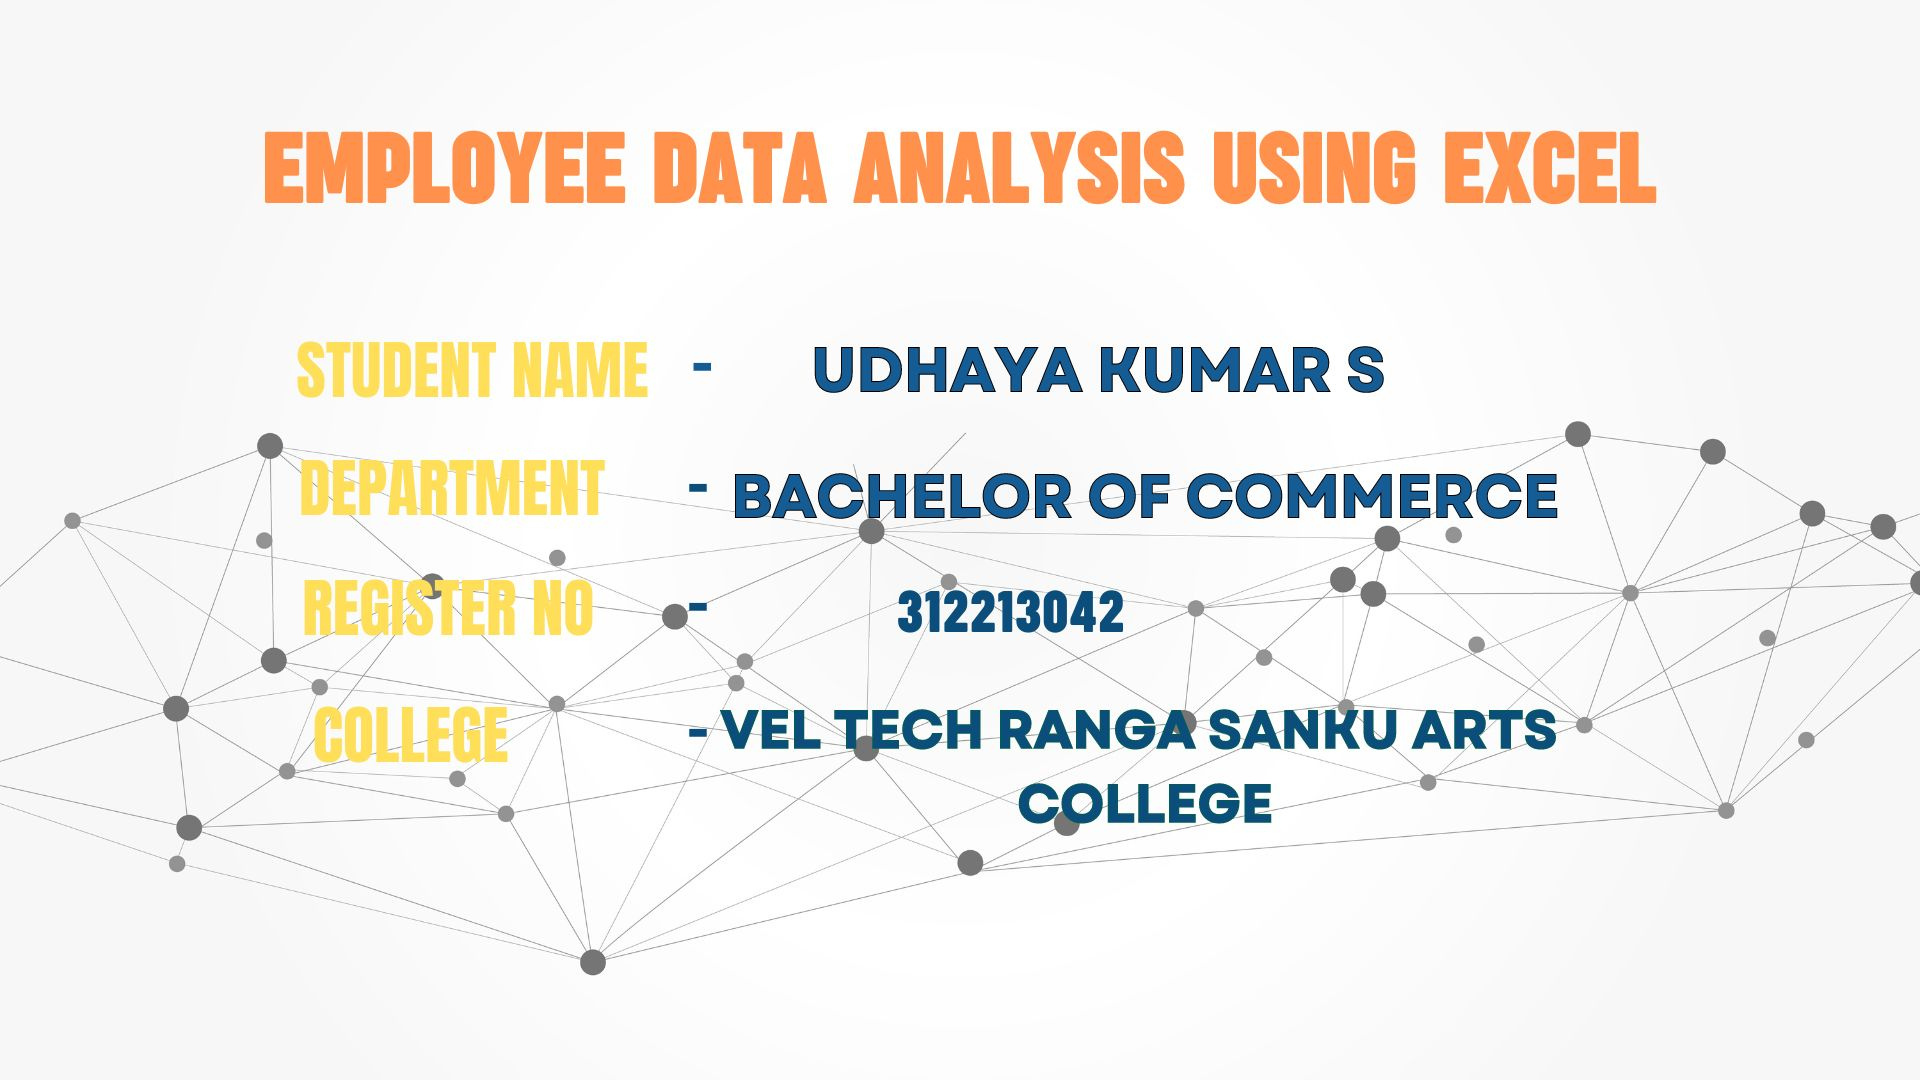 EMPLOYEE DATA ANALYSIS USING EXCEL
STUDENT NAME - UDHAYA KUMAR S
DEPARTMENT - BACHELOR OF COMMERCE
REGISTER NO - 312213042
COLLEGE - VEL TECH RANGA SANKU ARTS
COLLEGE